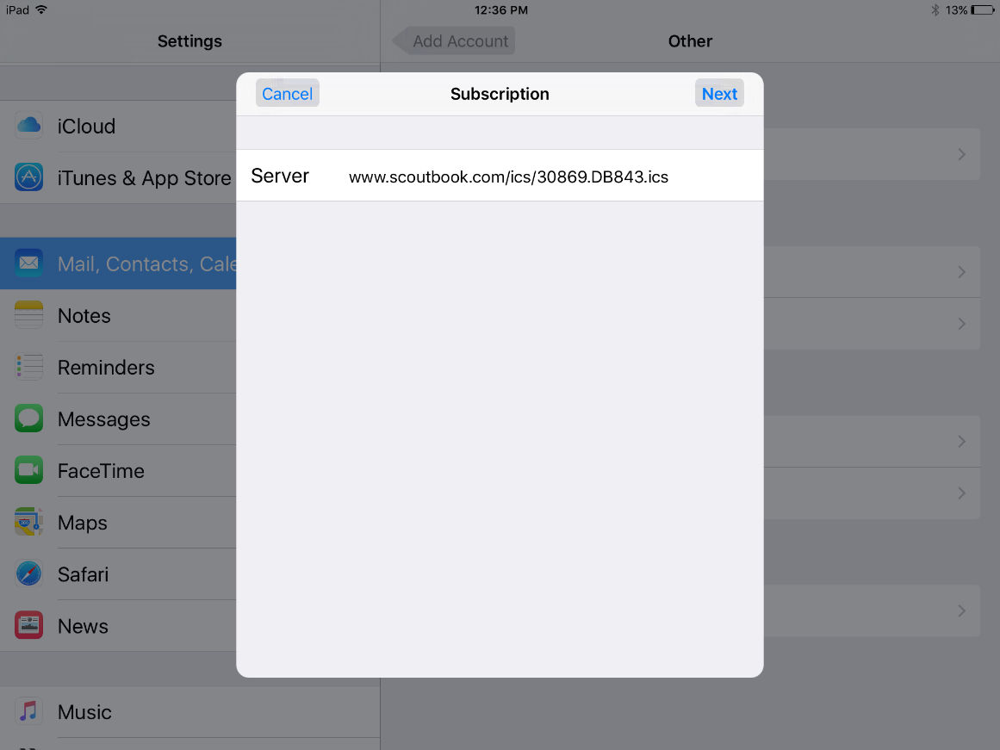 iPad 12:36 PM 13%
Settings
Add Account Other
Cancel Subscription Next
Server www.scoutbook.com/ics/30869.DB843.ics
iCloud
iTunes & App Store
Mail, Contacts, Cale
Notes
Reminders
Messages
FaceTime
Maps
Safari
News
Music